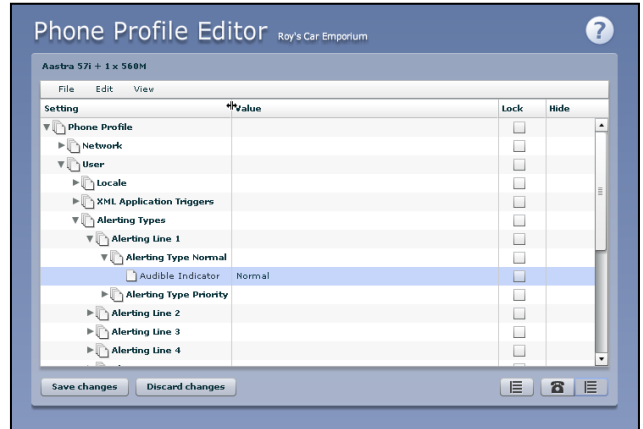 Phone Profile Editor Roy's Car Emporium ?
Aastra 57i + 1 x 560M
File Edit View
Setting Value Lock Hide
Phone Profile
Network
User
Locale
XML Application Triggers
Alerting Types
Alerting Line 1
Alerting Type Normal
Audible Indicator Normal
Alerting Type Priority
Alerting Line 2
Alerting Line 3
Alerting Line 4
Save changes Discard changes